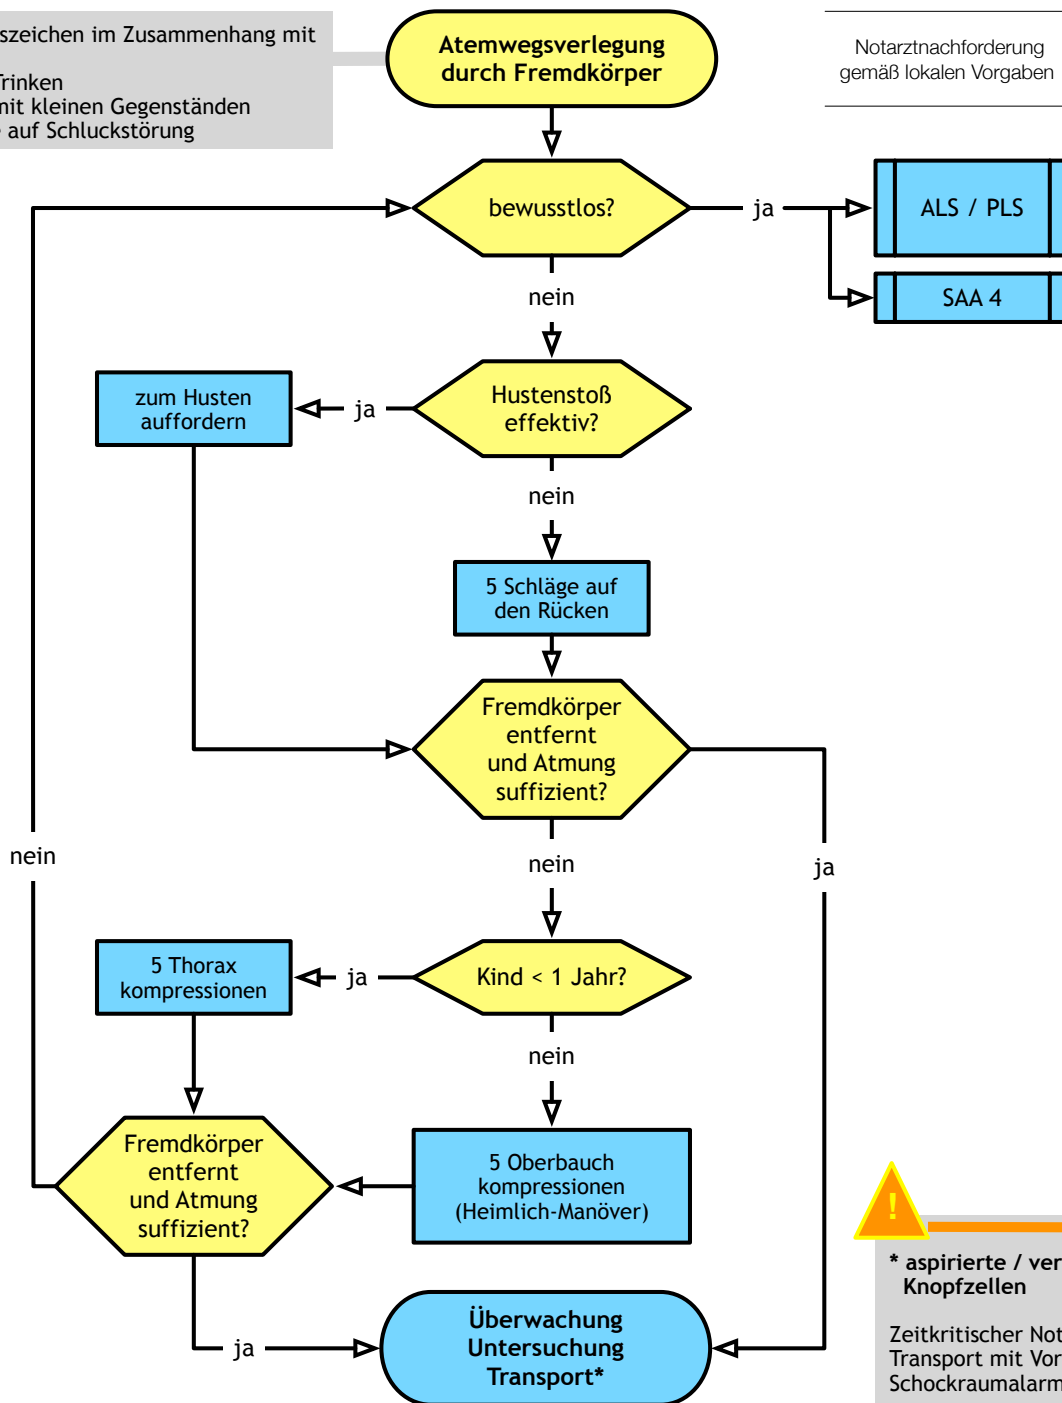 szeichen im Zusammenhang mit
Trinken
mit kleinen Gegenständen
auf Schluckstörung
Atemwegsverlegung
durch Fremdkörper
Notarztnachforderung
gemäß lokalen Vorgaben
bewusstlos?
ja
ALS / PLS
SAA 4
nein
Hustenstoß
effektiv?
ja
zum Husten
auffordern
nein
5 Schläge auf
den Rücken
Fremdkörper
entfernt
und Atmung
suffizient?
nein
nein
ja
Kind < 1 Jahr?
ja
5 Thorax
kompressionen
nein
Fremdkörper
entfernt
und Atmung
suffizient?
5 Oberbauch
kompressionen
(Heimlich-Manöver)
ja
Überwachung
Untersuchung
Transport*
!
* aspirierte / ver
Knopfzellen
Zeitkritischer Not
Transport mit Vor
Schockraumalarm